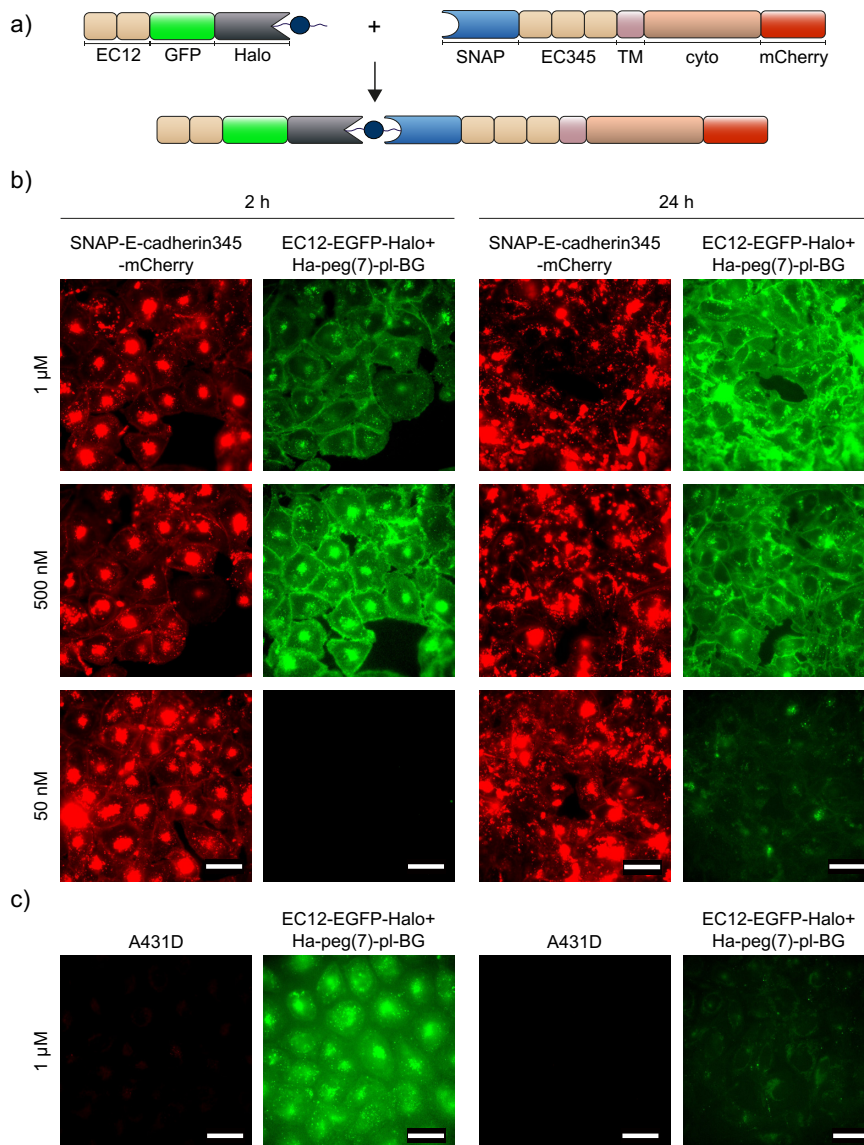 a)
+
EC12 GFP Halo
SNAP EC345 TM cyto mCherry
b)
2 h
24 h
SNAP-E-cadherin345
-mCherry
EC12-EGFP-Halo+
Ha-peg(7)-pl-BG
SNAP-E-cadherin345
-mCherry
EC12-EGFP-Halo+
Ha-peg(7)-pl-BG
1 µM
500 nM
50 nM
c)
A431D
EC12-EGFP-Halo+
Ha-peg(7)-pl-BG
A431D
EC12-EGFP-Halo+
Ha-peg(7)-pl-BG
1 µM